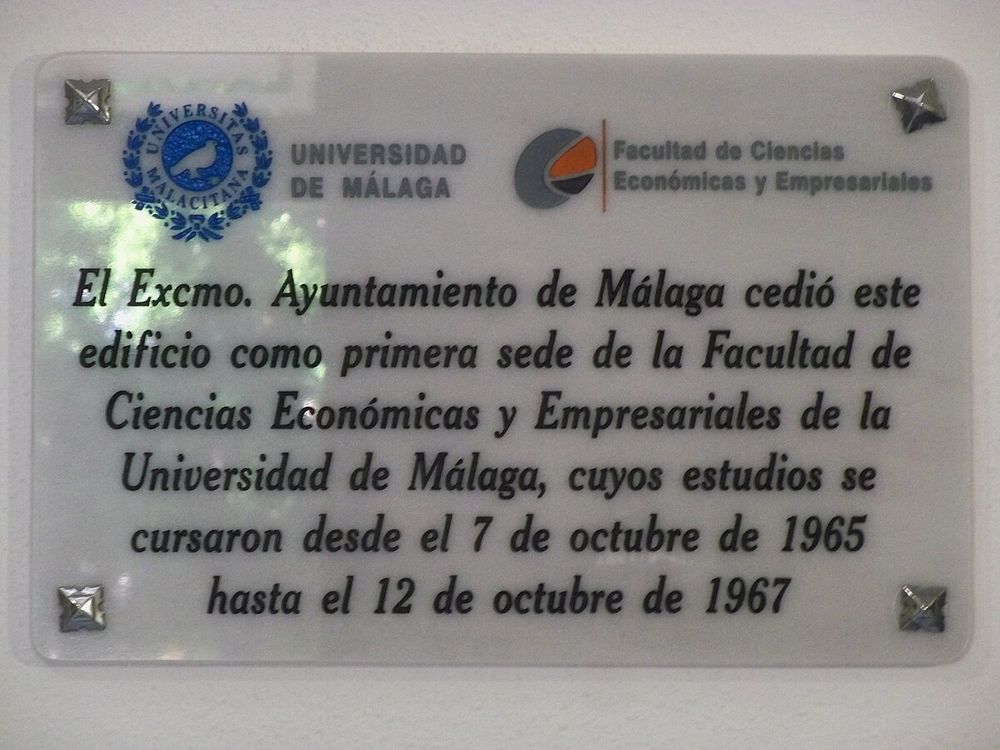 UNIVERSITAS MALACITANA
UNIVERSIDAD
DE MÁLAGA
Facultad de Ciencias
Económicas y Empresariales
El Excmo. Ayuntamiento de Málaga cedió este
edificio como primera sede de la Facultad de
Ciencias Económicas y Empresariales de la
Universidad de Málaga, cuyos estudios se
cursaron desde el 7 de octubre de 1965
hasta el 12 de octubre de 1967